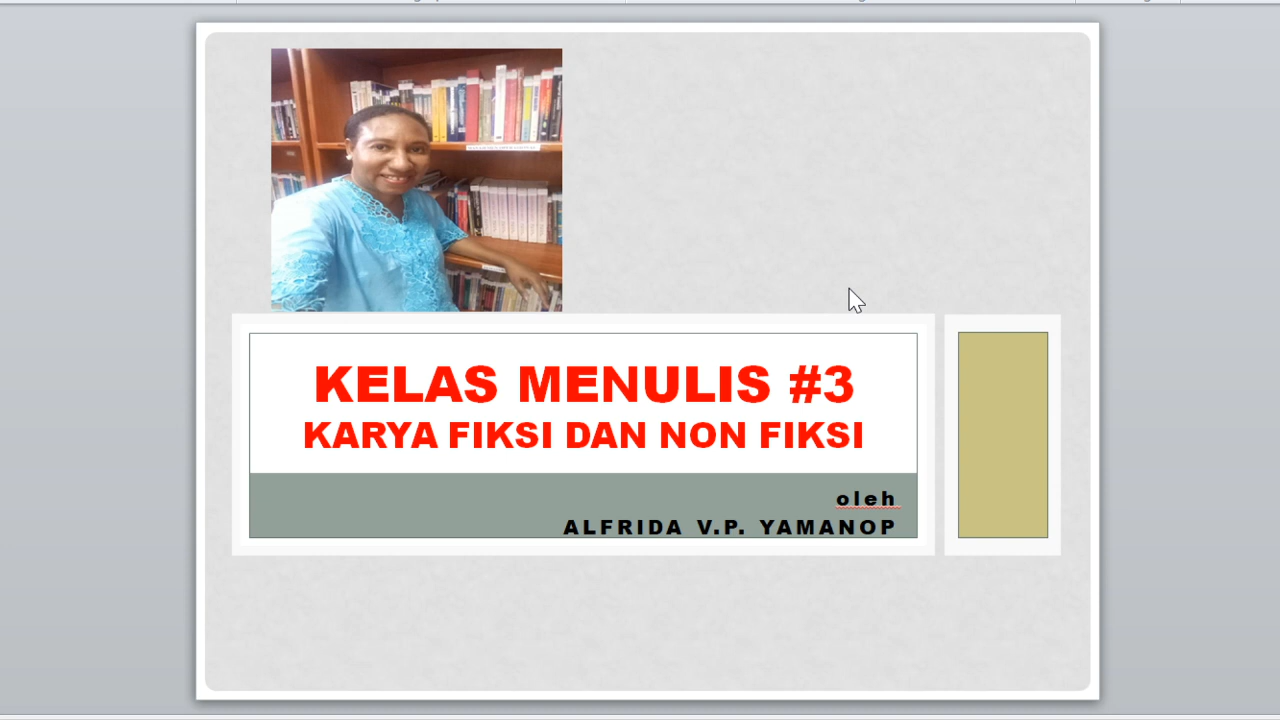 KELAS MENULIS #3
KARYA FIKSI DAN NON FIKSI
oleh
ALFRIDA V.P. YAMANOP